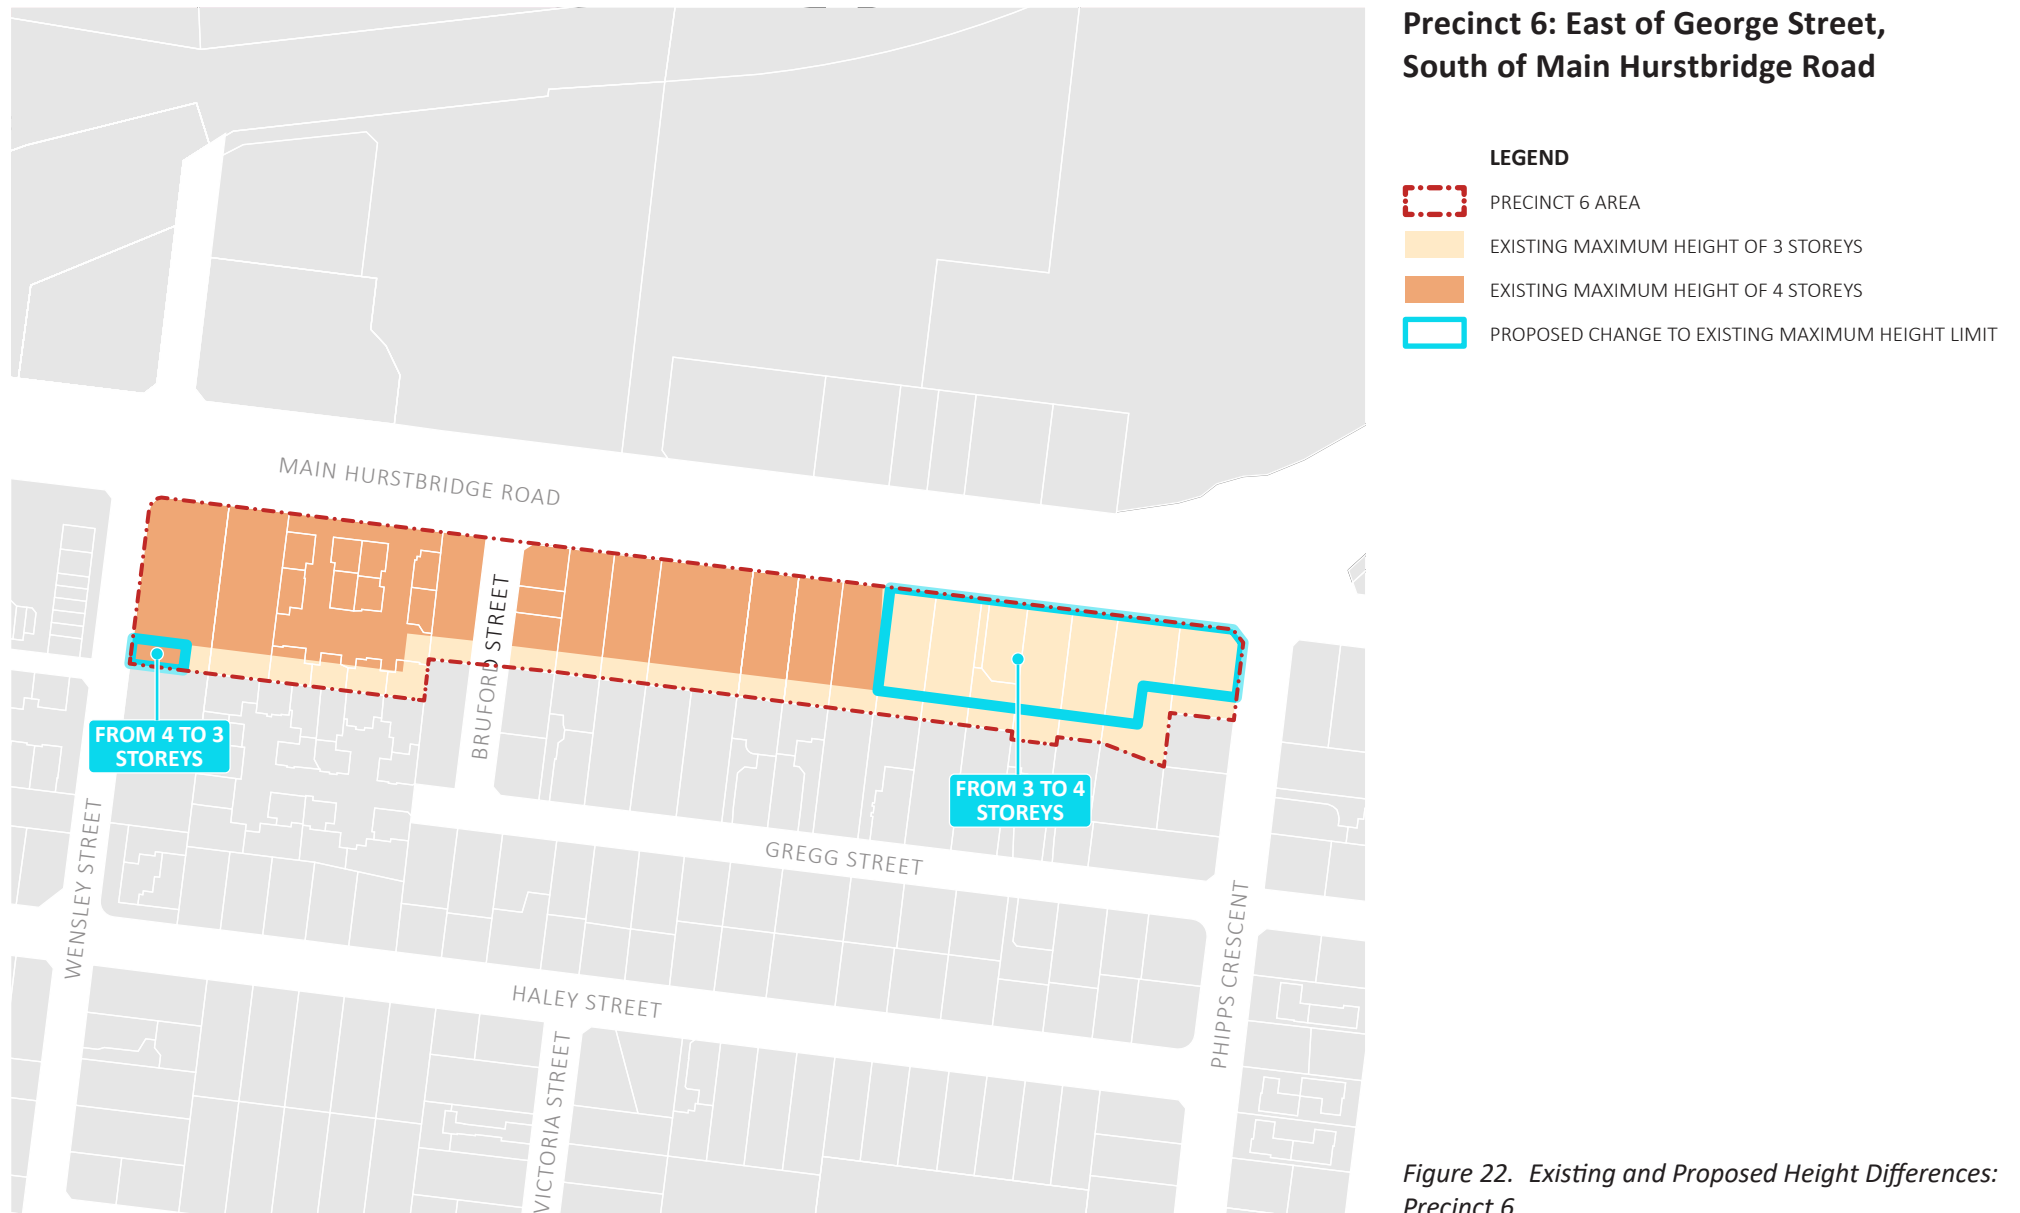 Precinct 6: East of George Street,
South of Main Hurstbridge Road
LEGEND
PRECINCT 6 AREA
EXISTING MAXIMUM HEIGHT OF 3 STOREYS
EXISTING MAXIMUM HEIGHT OF 4 STOREYS
PROPOSED CHANGE TO EXISTING MAXIMUM HEIGHT LIMIT
MAIN HURSTBRIDGE ROAD
BRUFORD STREET
FROM 4 TO 3
STOREYS
FROM 3 TO 4
STOREYS
WENSLEY STREET
GREGG STREET
PHIPPS CRESCENT
HALEY STREET
VICTORIA STREET
Figure 22. Existing and Proposed Height Differences:
Precinct 6